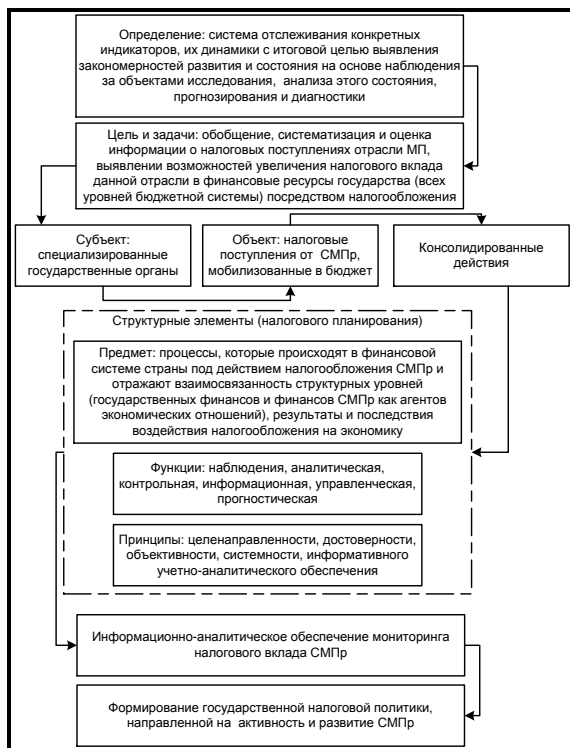 Определение: система отслеживания конкретных
индикаторов, их динамики с итоговой целью выявления
закономерностей развития и состояния на основе наблюдения
за объектами исследования, анализа этого состояния,
прогнозирования и диагностики
Цель и задачи: обобщение, систематизация и оценка
информации о налоговых поступлениях отрасли МП,
выявлении возможностей увеличения налогового вклада
данной отрасли в финансовые ресурсы государства (всех
уровней бюджетной системы) посредством налогообложения
Субъект:
специализированные
государственные органы
Объект: налоговые
поступления от СМПр,
мобилизованные в бюджет
Консолидированные
действия
Структурные элементы (налогового планирования)
Предмет: процессы, которые происходят в финансовой
системе страны под действием налогообложения СМПр и
отражают взаимосвязанность структурных уровней
(государственных финансов и финансов СМПр как агентов
экономических отношений), результаты и последствия
воздействия налогообложения на экономику
Функции: наблюдения, аналитическая,
контрольная, информационная, управленческая,
прогностическая
Принципы: целенаправленности, достоверности,
объективности, системности, информативного
учетно-аналитического обеспечения
Информационно-аналитическое обеспечение мониторинга
налогового вклада СМПр
Формирование государственной налоговой политики,
направленной на активность и развитие СМПр